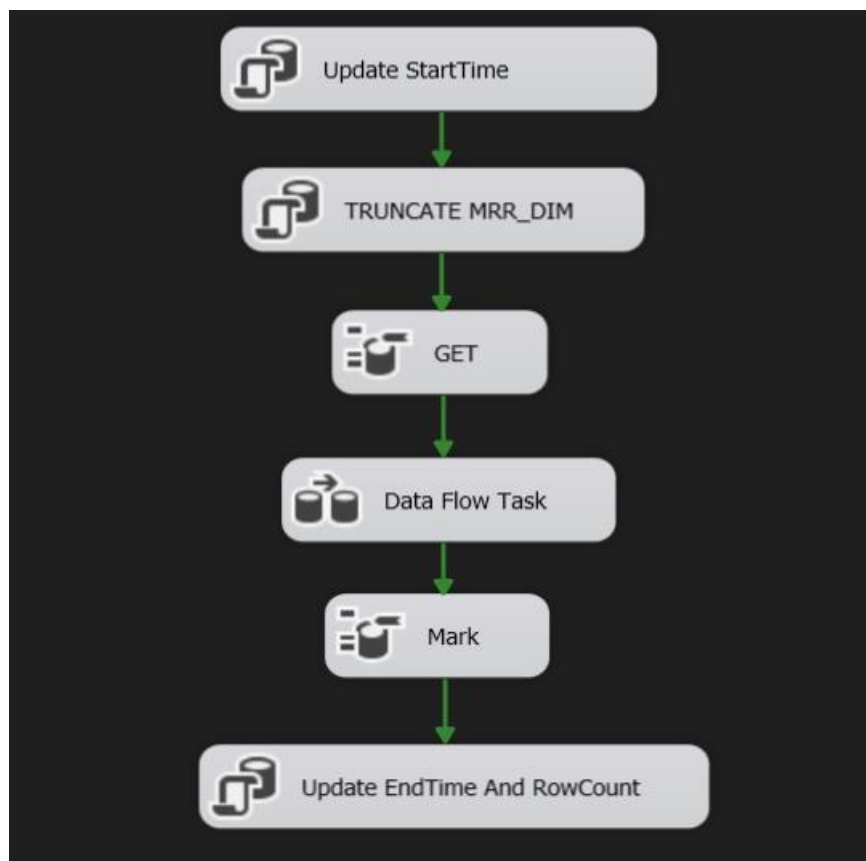 Update StartTime
TRUNCATE MRR_DIM
GET
Data Flow Task
Mark
Update EndTime And RowCount